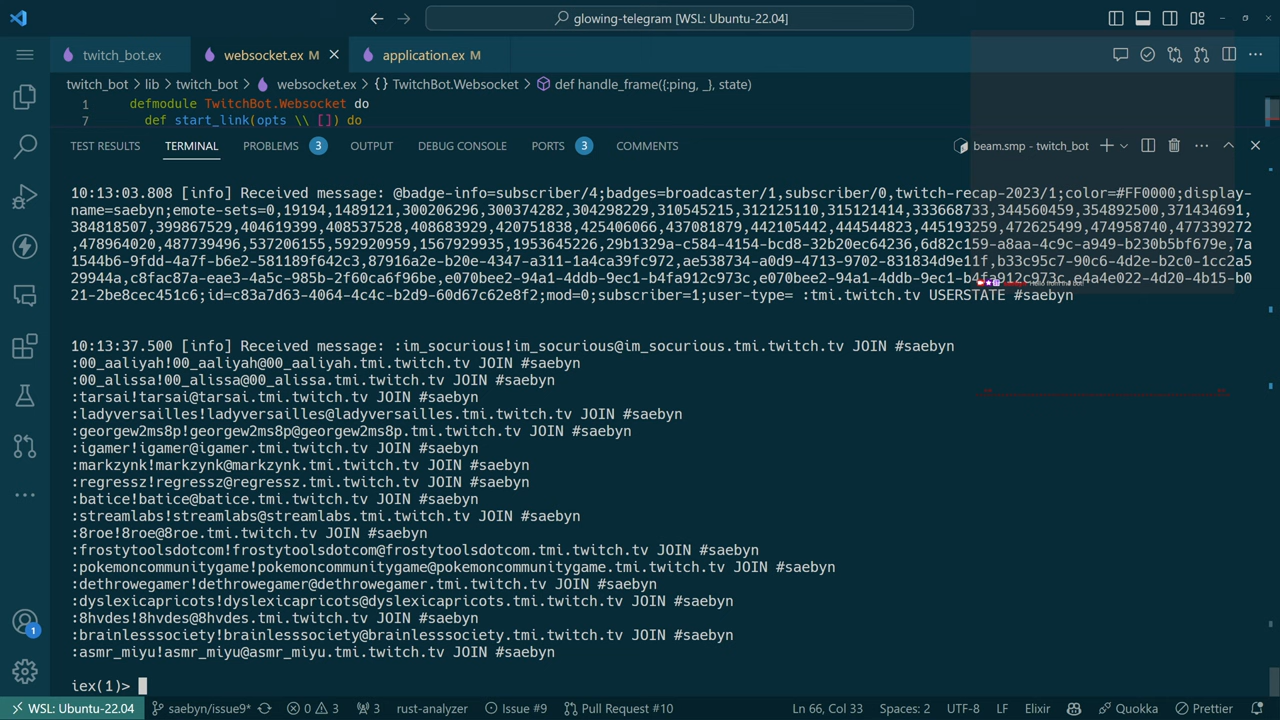 glowing-telegram [WSL: Ubuntu-22.04]
twitch_bot.ex websocket.ex M application.ex M
twitch_bot lib twitch_bot websocket.ex {} TwitchBot.Websocket def handle_frame({:ping, _}, state)
1 defmodule TwitchBot.Websocket do
7 def start_link(opts \\ []) do
TEST RESULTS TERMINAL PROBLEMS 3 OUTPUT DEBUG CONSOLE PORTS 3 COMMENTS beam.smp - twitch_bot
10:13:03.808 [info] Received message: @badge-info=subscriber/4;badges=broadcaster/1,subscriber/0,twitch-recap-2023/1;color=#FF0000;display-
name=saebyn;emote-sets=0,19194,1489121,300206296,300374282,304298229,310545215,312125110,315121414,333668733,344560459,354892500,371434691,
384818507,399867529,404619399,408537528,408683929,420751838,425406066,437081879,442105442,444544823,445193259,472625499,474958740,477339272
,478964020,487739496,537206155,592920959,1567929935,1953645226,29b1329a-c584-4154-bcd8-32b20ec64236,6d82c159-a8aa-4c9c-a949-b230b5bf679e,7a
1544b6-9fdd-4a7f-b6e2-581189f642c3,87916a2e-b20e-4347-a311-1a4ca39fc972,ae538734-a0d9-4713-9702-831834d9e11f,b33c95c7-90c6-4d2e-b2c0-1cc2a5
29944a,c8fac87a-eae3-4a5c-985b-2f60ca6f96be,e070bee2-94a1-4ddb-9ec1-b4fa912c973c,e070bee2-94a1-4ddb-9ec1-b4fa912c973c,e4a4e022-4d20-4b15-b0
21-2be8cec451c6;id=c83a7d63-4064-4c4c-b2d9-60d67c62e8f2;mod=0;subscriber=1;user-type= :tmi.twitch.tv USERSTATE #saebyn
Hello from the bot!
10:13:37.500 [info] Received message: :im_socurious!im_socurious@im_socurious.tmi.twitch.tv JOIN #saebyn
:00_aaliyah!00_aaliyah@00_aaliyah.tmi.twitch.tv JOIN #saebyn
:00_alissa!00_alissa@00_alissa.tmi.twitch.tv JOIN #saebyn
:tarsai!tarsai@tarsai.tmi.twitch.tv JOIN #saebyn
:ladyversailles!ladyversailles@ladyversailles.tmi.twitch.tv JOIN #saebyn
:georgew2ms8p!georgew2ms8p@georgew2ms8p.tmi.twitch.tv JOIN #saebyn
:igamer!igamer@igamer.tmi.twitch.tv JOIN #saebyn
:markzynk!markzynk@markzynk.tmi.twitch.tv JOIN #saebyn
:regressz!regressz@regressz.tmi.twitch.tv JOIN #saebyn
:batice!batice@batice.tmi.twitch.tv JOIN #saebyn
:streamlabs!streamlabs@streamlabs.tmi.twitch.tv JOIN #saebyn
:8roe!8roe@8roe.tmi.twitch.tv JOIN #saebyn
:frostytoolsdotcom!frostytoolsdotcom@frostytoolsdotcom.tmi.twitch.tv JOIN #saebyn
:pokemoncommunitygame!pokemoncommunitygame@pokemoncommunitygame.tmi.twitch.tv JOIN #saebyn
:dethrowegamer!dethrowegamer@dethrowegamer.tmi.twitch.tv JOIN #saebyn
:dyslexicapricots!dyslexicapricots@dyslexicapricots.tmi.twitch.tv JOIN #saebyn
:8hvdes!8hvdes@8hvdes.tmi.twitch.tv JOIN #saebyn
:brainlesssociety!brainlesssociety@brainlesssociety.tmi.twitch.tv JOIN #saebyn
:asmr_miyu!asmr_miyu@asmr_miyu.tmi.twitch.tv JOIN #saebyn
iex(1)>
1
WSL: Ubuntu-22.04 saebyn/issue9* 0 3 3 rust-analyzer Issue #9 Pull Request #10 Ln 66, Col 33 Spaces: 2 UTF-8 LF Elixir Quokka Prettier